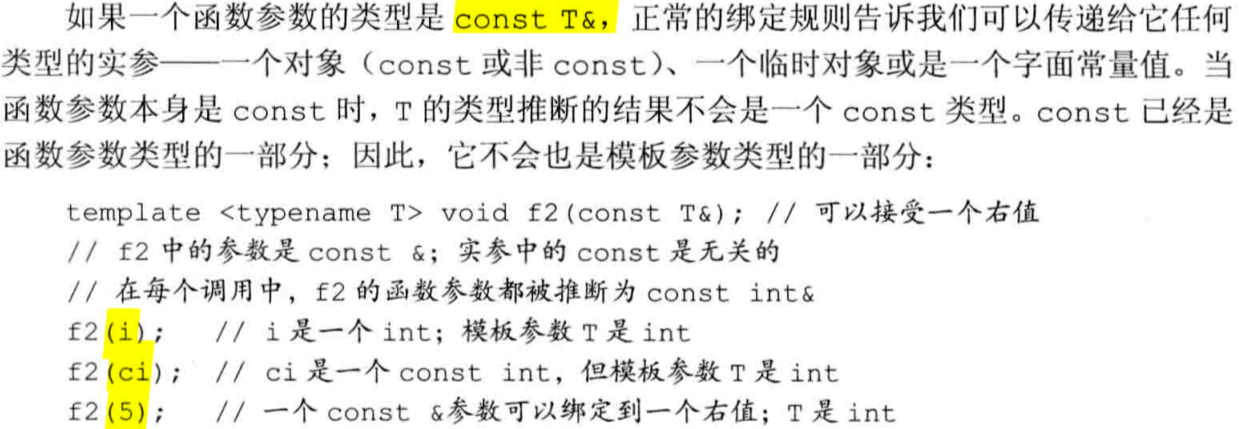 如果一个函数参数的类型是 const T&，正常的绑定规则告诉我们可以传递给它任何
类型的实参——一个对象（const 或非 const）、一个临时对象或是一个字面常量值。当
函数参数本身是 const 时，T 的类型推断的结果不会是一个 const 类型。const 已经是
函数参数类型的一部分；因此，它不会也是模板参数类型的一部分：
template <typename T> void f2(const T&); // 可以接受一个右值
// f2 中的参数是 const &；实参中的 const 是无关的
// 在每个调用中，f2 的函数参数都被推断为 const int&
f2(i); // i 是一个 int；模板参数 T 是 int
f2(ci); // ci 是一个 const int，但模板参数 T 是 int
f2(5); // 一个 const &参数可以绑定到一个右值；T 是 int